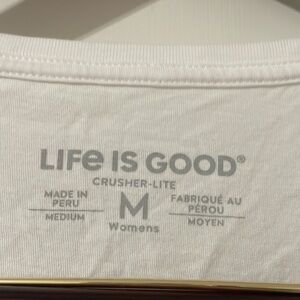 LIFe IS GOOD®
CRUSHER-LITE
MADE IN PERU
MEDIUM
M
Womens
FABRIQUÉ AU PÉROU
MOYEN